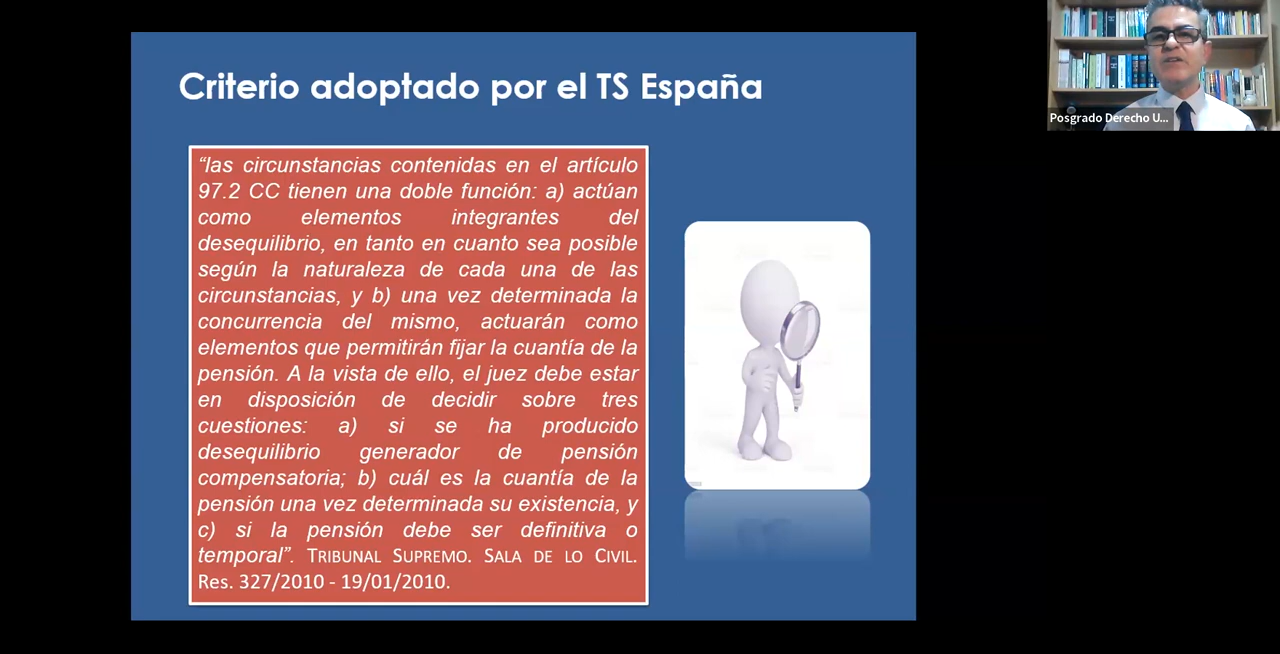 Criterio adoptado por el TS España
“las circunstancias contenidas en el artículo
97.2 CC tienen una doble función: a) actúan
como elementos integrantes del
desequilibrio, en tanto en cuanto sea posible
según la naturaleza de cada una de las
circunstancias, y b) una vez determinada la
concurrencia del mismo, actuarán como
elementos que permitirán fijar la cuantía de la
pensión. A la vista de ello, el juez debe estar
en disposición de decidir sobre tres
cuestiones: a) si se ha producido
desequilibrio generador de pensión
compensatoria; b) cuál es la cuantía de la
pensión una vez determinada su existencia, y
c) si la pensión debe ser definitiva o
temporal”. TRIBUNAL SUPREMO. SALA DE LO CIVIL.
Res. 327/2010 - 19/01/2010.
Posgrado Derecho U...